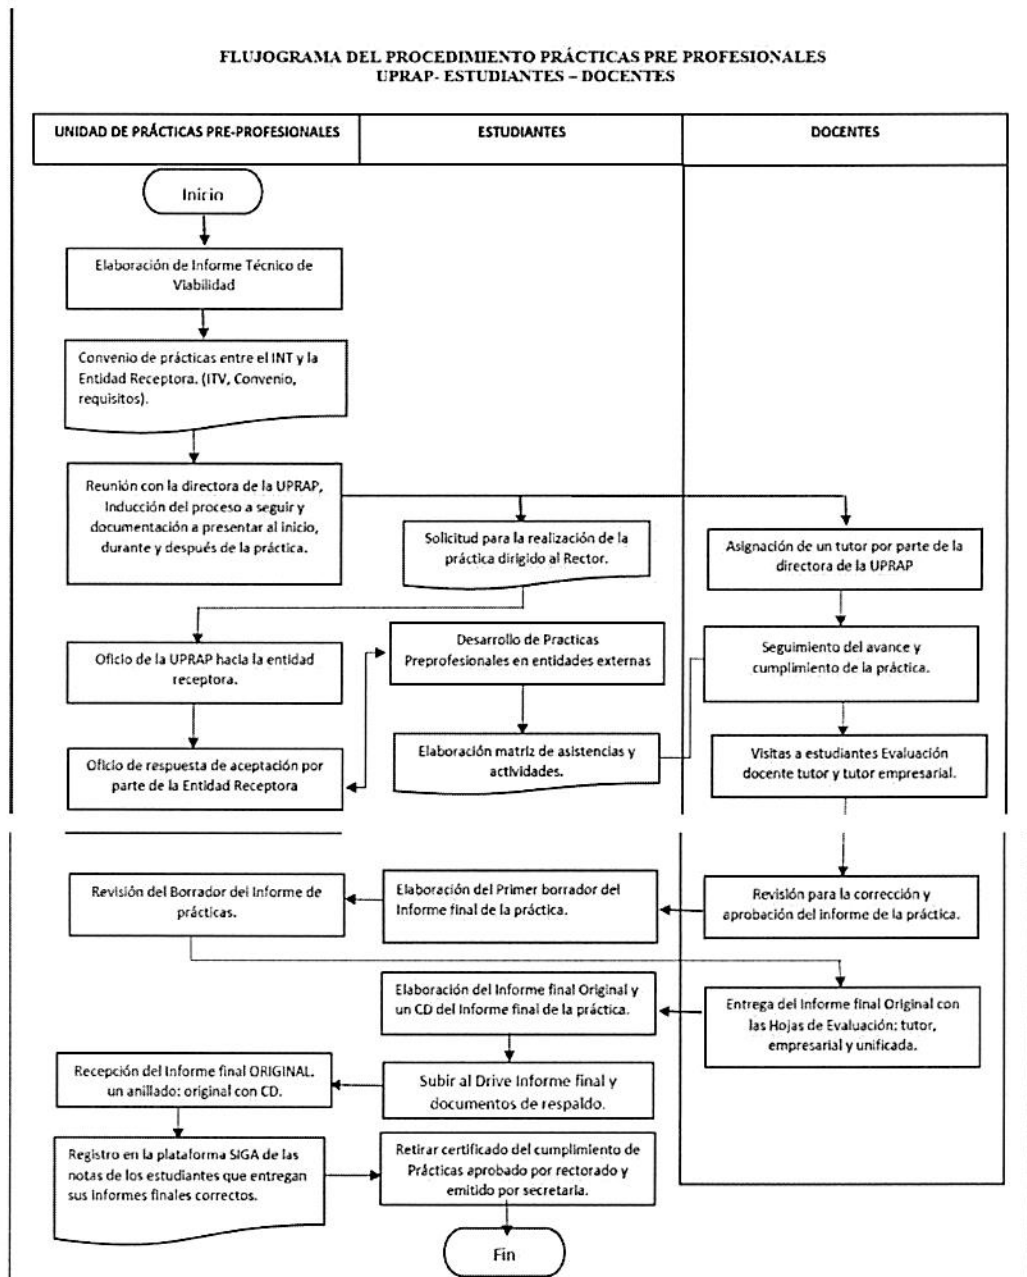 FLUJOGRAMA DEL PROCEDIMIENTO PRÁCTICAS PRE PROFESIONALES
UPRAP- ESTUDIANTES – DOCENTES
UNIDAD DE PRÁCTICAS PRE-PROFESIONALES
ESTUDIANTES
DOCENTES
Inicio
Elaboración de Informe Técnico de
Viabilidad
Convenio de prácticas entre el INT y la
Entidad Receptora. (ITV, Convenio,
requisitos).
Reunión con la directora de la UPRAP,
Inducción del proceso a seguir y
documentación a presentar al inicio,
durante y después de la práctica.
Solicitud para la realización de la
práctica dirigido al Rector.
Asignación de un tutor por parte de la
directora de la UPRAP
Oficio de la UPRAP hacia la entidad
receptora.
Desarrollo de Practicas
Preprofesionales en entidades externas
Seguimiento del avance y
cumplimiento de la práctica.
Oficio de respuesta de aceptación por
parte de la Entidad Receptora
Elaboración matriz de asistencias y
actividades.
Visitas a estudiantes Evaluación
docente tutor y tutor empresarial.
Revisión del Borrador del Informe de
prácticas.
Elaboración del Primer borrador del
Informe final de la práctica.
Revisión para la corrección y
aprobación del informe de la práctica.
Elaboración del Informe final Original y
un CD del Informe final de la práctica.
Entrega del Informe final Original con
las Hojas de Evaluación: tutor,
empresarial y unificada.
Recepción del Informe final ORIGINAL.
un anillado: original con CD.
Subir al Drive Informe final y
documentos de respaldo.
Registro en la plataforma SIGA de las
notas de los estudiantes que entregan
sus informes finales correctos.
Retirar certificado del cumplimiento de
Prácticas aprobado por rectorado y
emitido por secretaria.
Fin